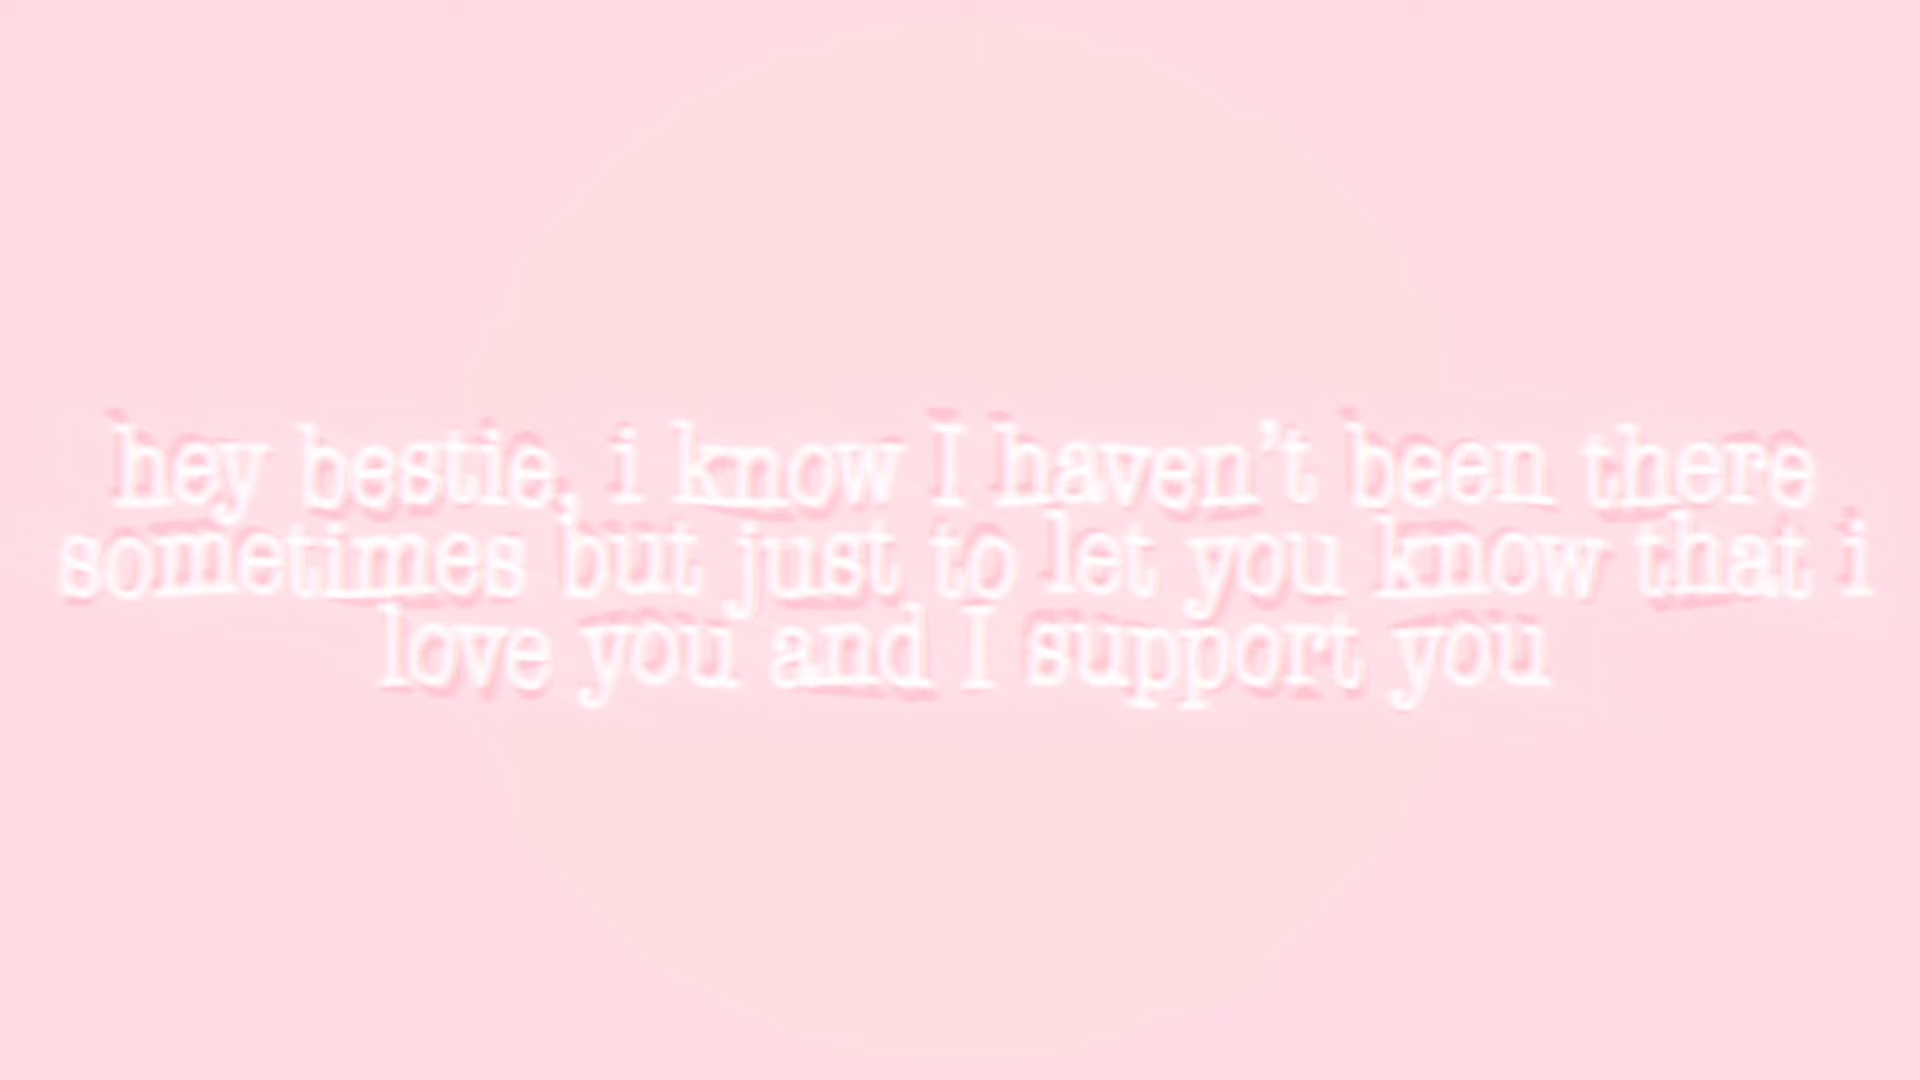 hey bestie, i know I haven't been there
sometimes but just to let you know that i
love you and I support you